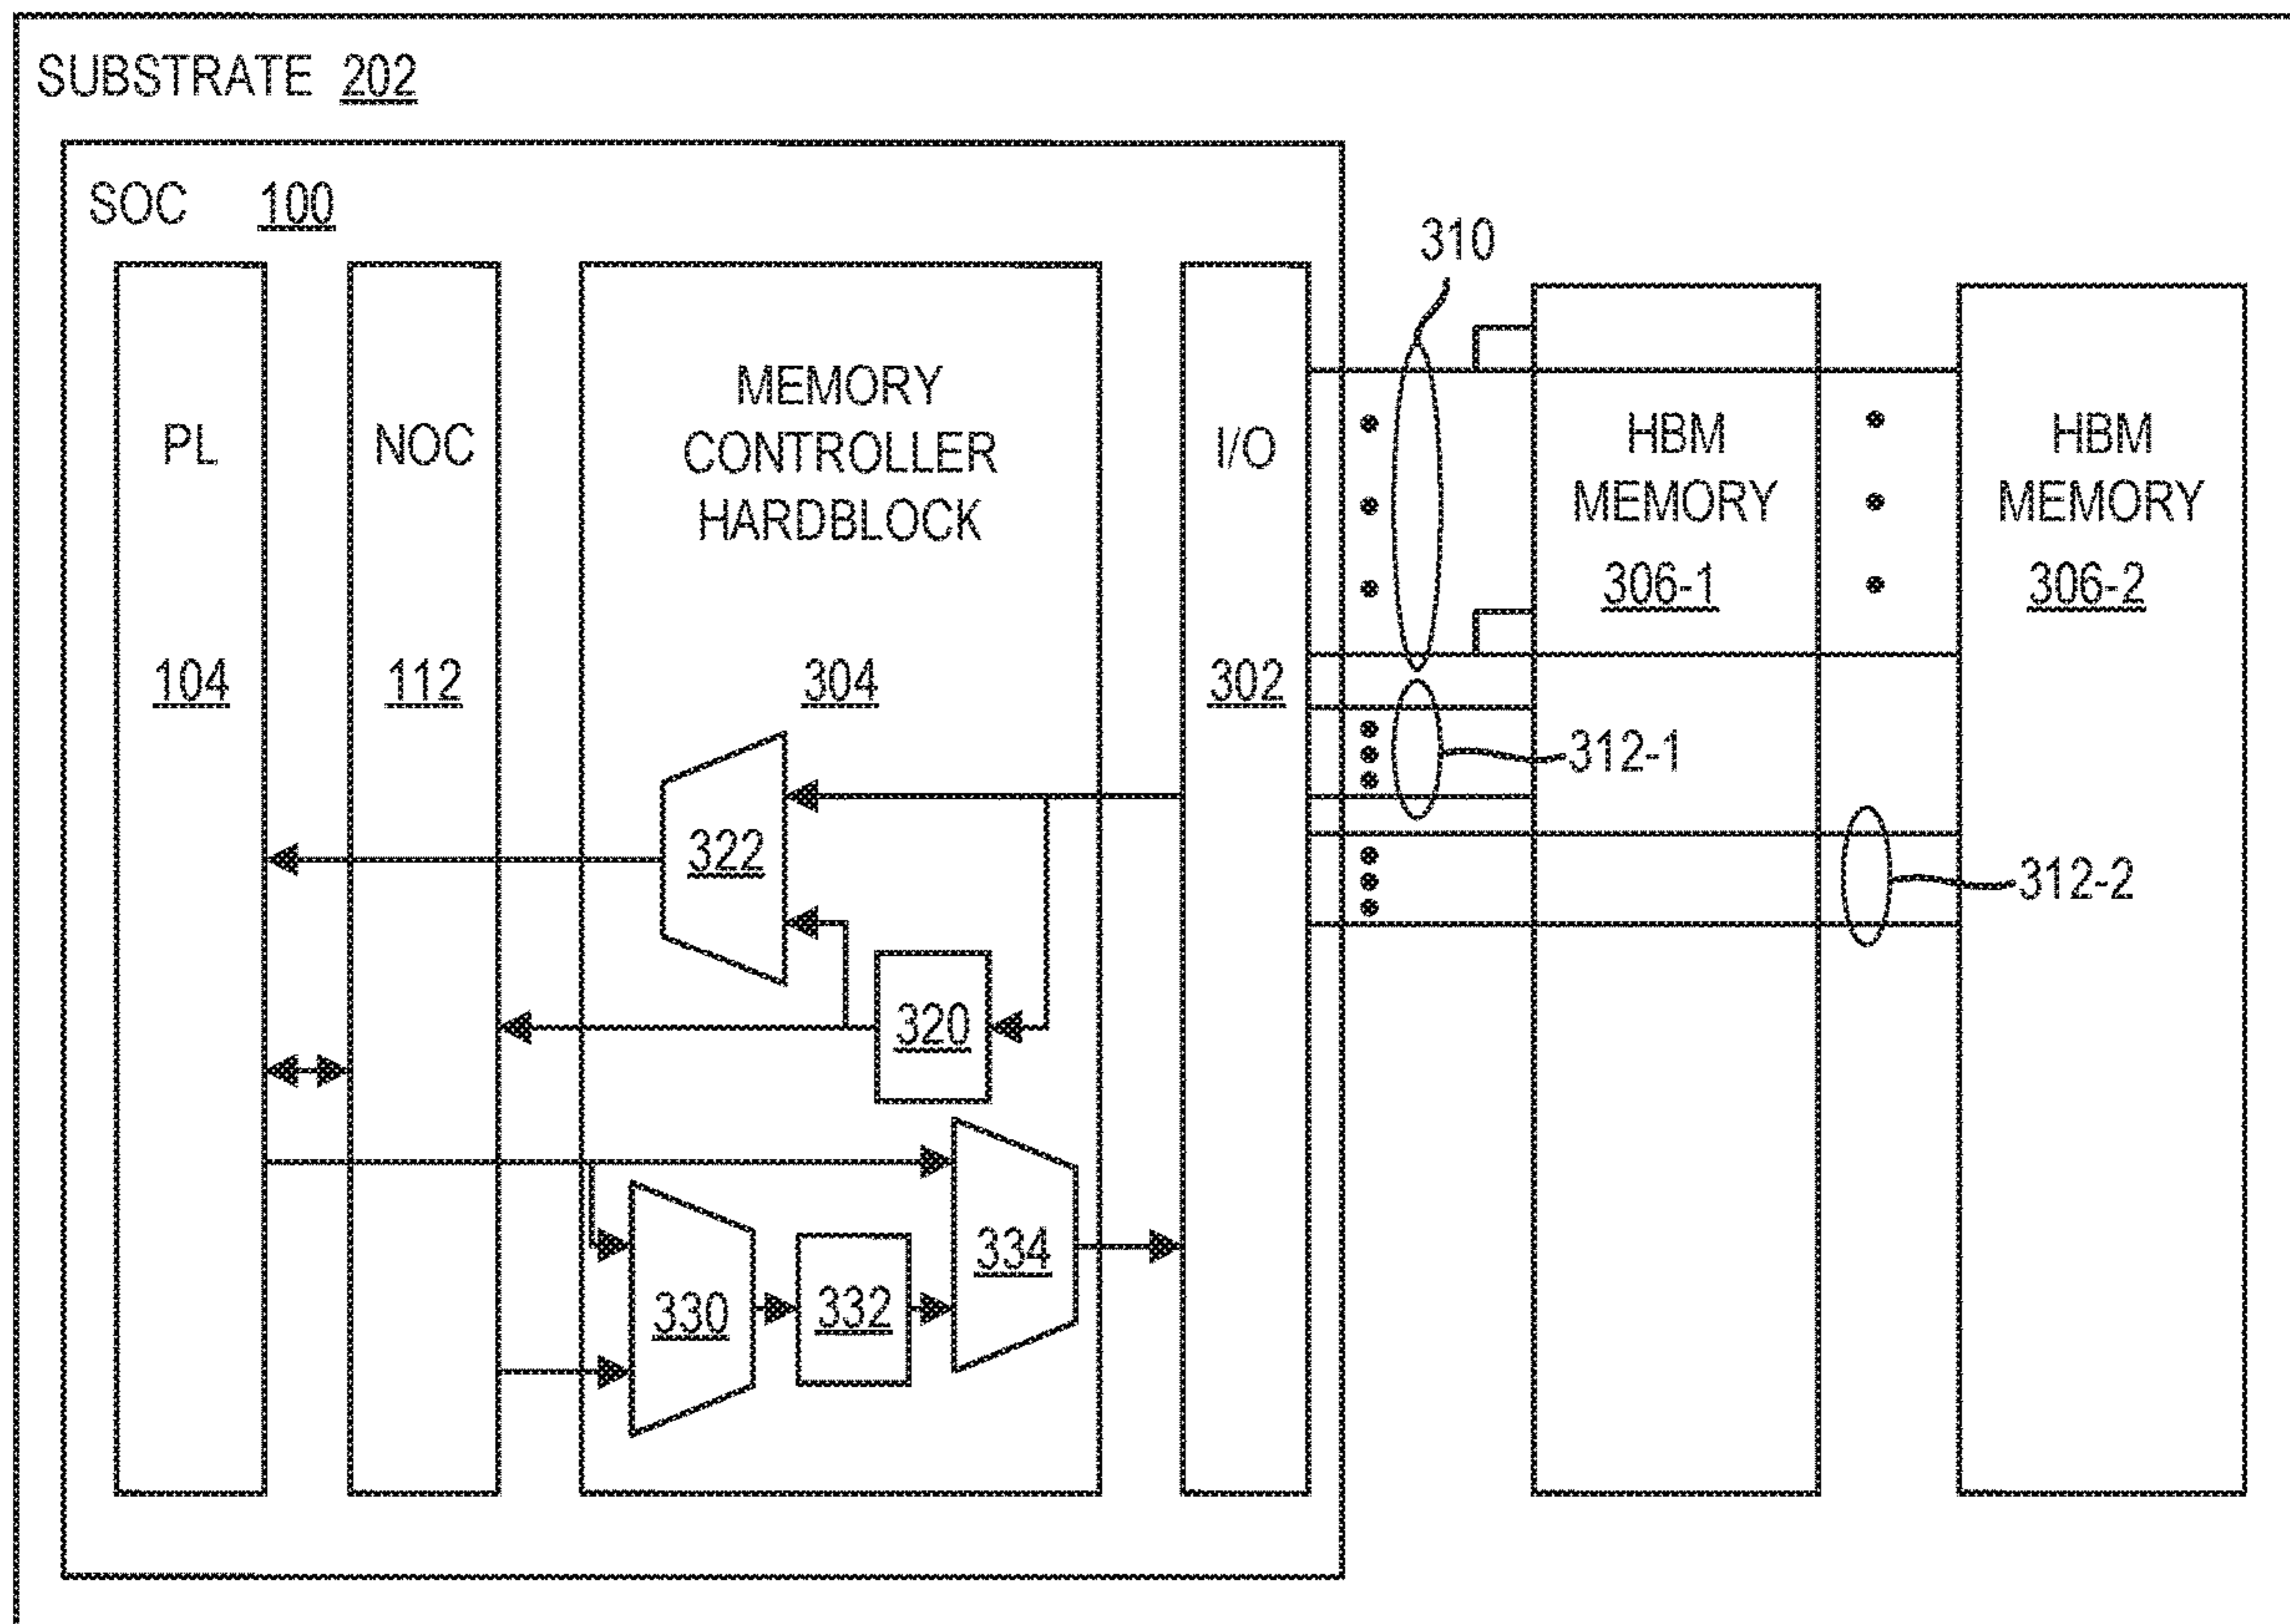 SUBSTRATE 202
SOC 100
310
PL
104
NOC
112
MEMORY
CONTROLLER
HARDBLOCK
304
I/O
302
HBM
MEMORY
306-1
HBM
MEMORY
306-2
312-1
312-2
322
320
330
332
334